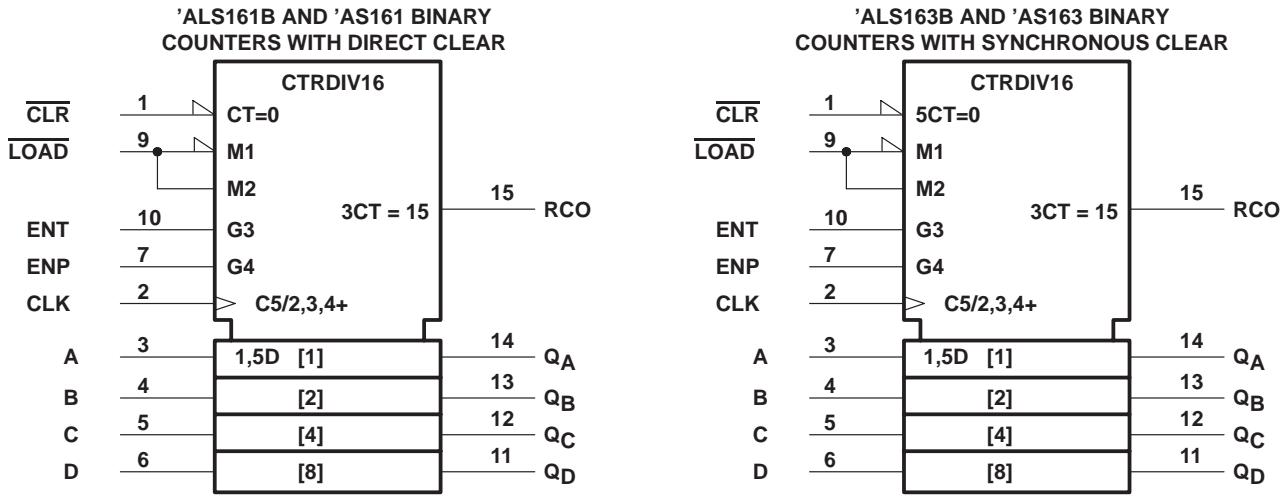 'ALS161B AND 'AS161 BINARY
COUNTERS WITH DIRECT CLEAR
CTRDIV16
CLR
1
CT=0
LOAD
9
M1
M2
3CT = 15
15
RCO
ENT
10
G3
ENP
7
G4
CLK
2
C5/2,3,4+
A
3
1,5D [1]
14
QA
B
4
[2]
13
QB
C
5
[4]
12
QC
D
6
[8]
11
QD
'ALS163B AND 'AS163 BINARY
COUNTERS WITH SYNCHRONOUS CLEAR
CTRDIV16
CLR
1
5CT=0
LOAD
9
M1
M2
3CT = 15
15
RCO
ENT
10
G3
ENP
7
G4
CLK
2
C5/2,3,4+
A
3
1,5D [1]
14
QA
B
4
[2]
13
QB
C
5
[4]
12
QC
D
6
[8]
11
QD